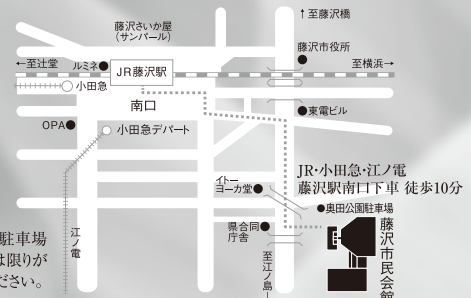 ↑至藤沢橋
藤沢さいか屋
(サンパール)
藤沢市役所
←至辻堂
ルミネ
JR藤沢駅
至横浜→
小田急
南口
東電ビル
OPA
小田急デパート
JR・小田急・江ノ電
藤沢駅南口下車 徒歩10分
イトー
ヨーカ堂
奥田公園駐車場
県合同
庁舎
藤沢市民会館
江ノ電
至江ノ島
駐車場
は限りが
ださい。